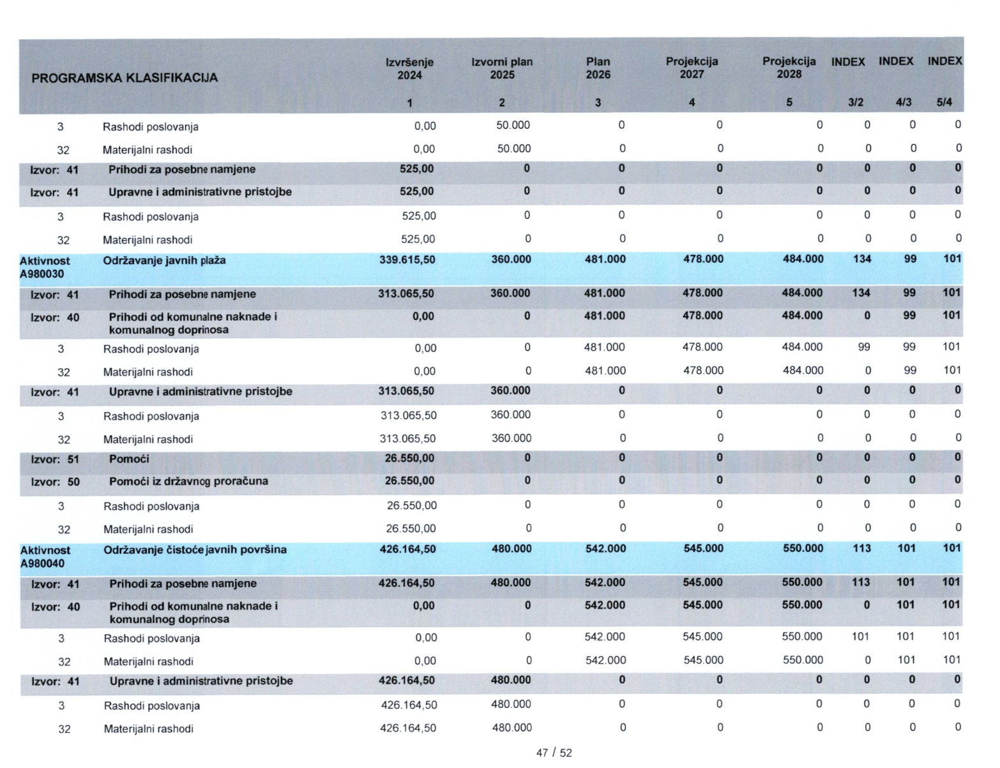 PROGRAMSKA KLASIFIKACIJA Izvršenje 2024 Izvorni plan 2025 Plan 2026 Projekcija 2027 Projekcija 2028 INDEX INDEX INDEX
1 2 3 4 5 3/2 4/3 5/4
3 Rashodi poslovanja 0,00 50.000 0 0 0 0 0 0
32 Materijalni rashodi 0,00 50.000 0 0 0 0 0 0
Izvor: 41 Prihodi za posebne namjene 525,00 0 0 0 0 0 0 0
Izvor: 41 Upravne i administrativne pristojbe 525,00 0 0 0 0 0 0 0
3 Rashodi poslovanja 525,00 0 0 0 0 0 0 0
32 Materijalni rashodi 525,00 0 0 0 0 0 0 0
Aktivnost A980030 Održavanje javnih plaža 339.615,50 360.000 481.000 478.000 484.000 134 99 101
Izvor: 41 Prihodi za posebne namjene 313.065,50 360.000 481.000 478.000 484.000 134 99 101
Izvor: 40 Prihodi od komunalne naknade i komunalnog doprinosa 0,00 0 481.000 478.000 484.000 0 99 101
3 Rashodi poslovanja 0,00 0 481.000 478.000 484.000 99 99 101
32 Materijalni rashodi 0,00 0 481.000 478.000 484.000 0 99 101
Izvor: 41 Upravne i administrativne pristojbe 313.065,50 360.000 0 0 0 0 0 0
3 Rashodi poslovanja 313.065,50 360.000 0 0 0 0 0 0
32 Materijalni rashodi 313.065,50 360.000 0 0 0 0 0 0
Izvor: 51 Pomoći 26.550,00 0 0 0 0 0 0 0
Izvor: 50 Pomoći iz državnog proračuna 26.550,00 0 0 0 0 0 0 0
3 Rashodi poslovanja 26.550,00 0 0 0 0 0 0 0
32 Materijalni rashodi 26.550,00 0 0 0 0 0 0 0
Aktivnost A980040 Održavanje čistoće javnih površina 426.164,50 480.000 542.000 545.000 550.000 113 101 101
Izvor: 41 Prihodi za posebne namjene 426.164,50 480.000 542.000 545.000 550.000 113 101 101
Izvor: 40 Prihodi od komunalne naknade i komunalnog doprinosa 0,00 0 542.000 545.000 550.000 0 101 101
3 Rashodi poslovanja 0,00 0 542.000 545.000 550.000 101 101 101
32 Materijalni rashodi 0,00 0 542.000 545.000 550.000 0 101 101
Izvor: 41 Upravne i administrativne pristojbe 426.164,50 480.000 0 0 0 0 0 0
3 Rashodi poslovanja 426.164,50 480.000 0 0 0 0 0 0
32 Materijalni rashodi 426.164,50 480.000 0 0 0 0 0 0
47 / 52